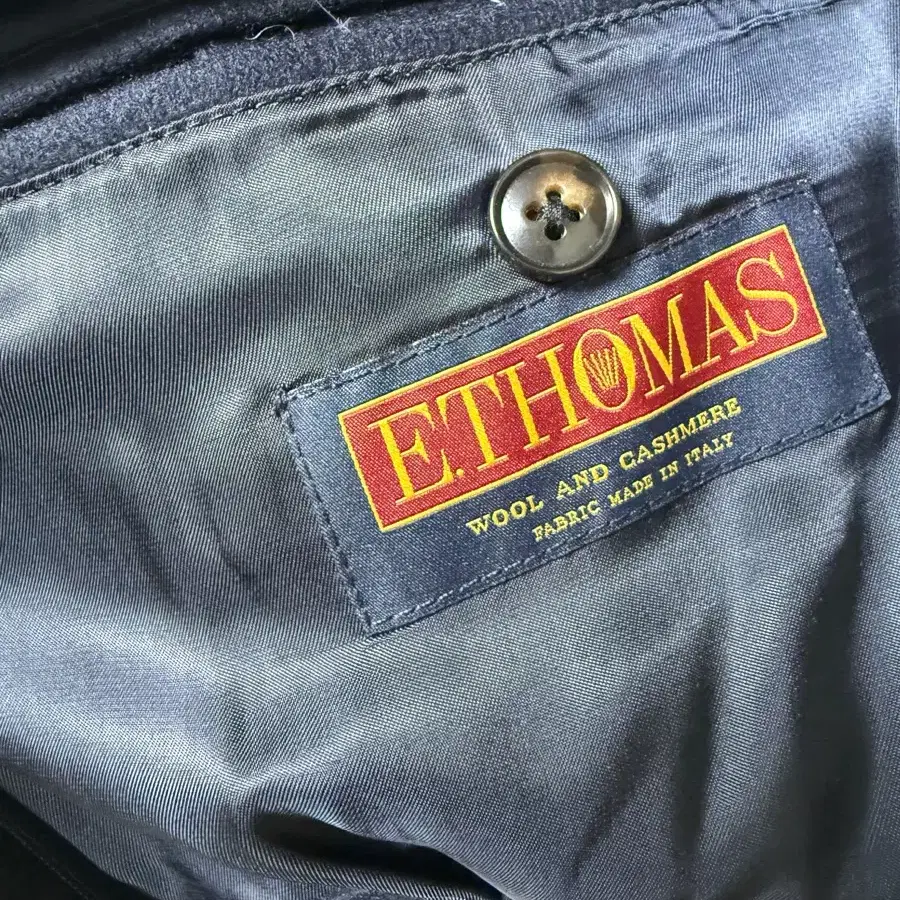 E.THOMAS
WOOL AND CASHMERE
FABRIC MADE IN ITALY